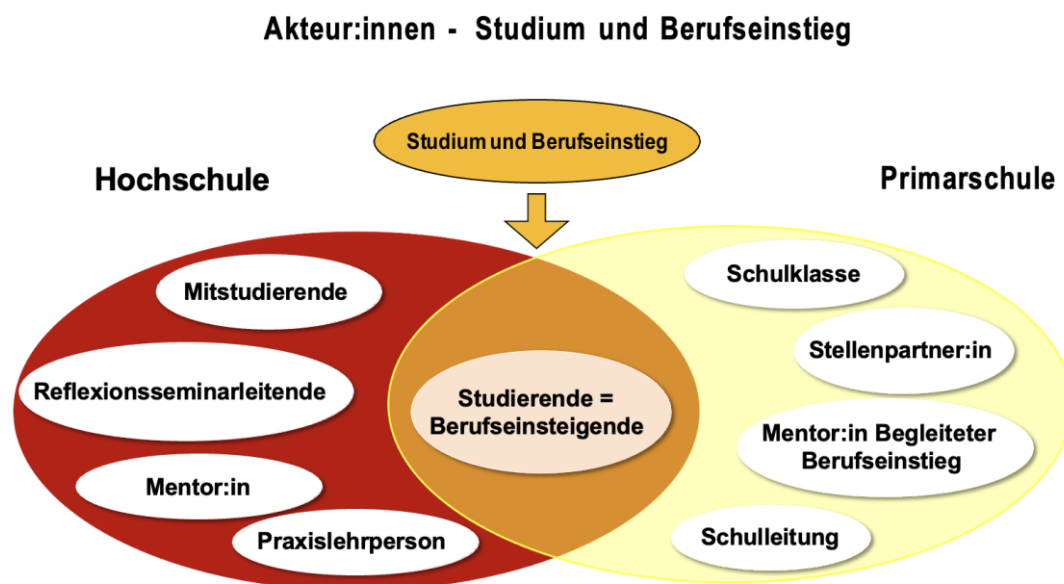 Akteur:innen - Studium und Berufseinstieg
Studium und Berufseinstieg
Hochschule
Primarschule
Mitstudierende
Reflexionsseminarleitende
Mentor:in
Praxislehrperson
Studierende =
Berufseinsteigende
Schulklasse
Stellenpartner:in
Mentor:in Begleiteter
Berufseinstieg
Schulleitung